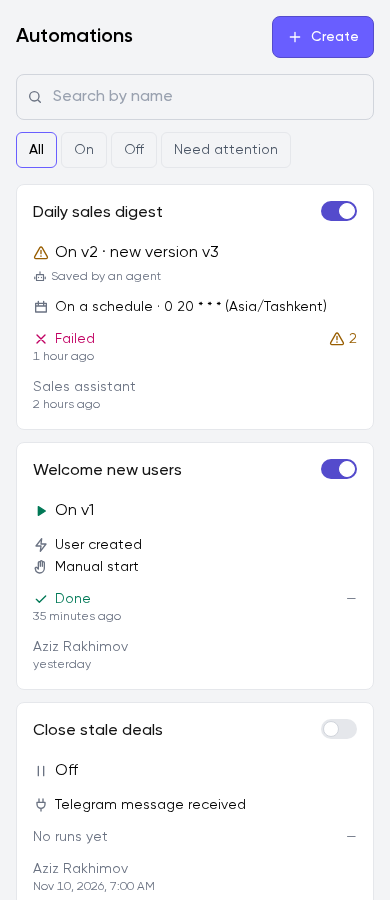 Automations
Create
Search by name
All
On
Off
Need attention
Daily sales digest
On v2 · new version v3
Saved by an agent
On a schedule · 0 20 * * * (Asia/Tashkent)
Failed
2
1 hour ago
Sales assistant
2 hours ago
Welcome new users
On v1
User created
Manual start
Done
—
35 minutes ago
Aziz Rakhimov
yesterday
Close stale deals
Off
Telegram message received
No runs yet
—
Aziz Rakhimov
Nov 10, 2026, 7:00 AM